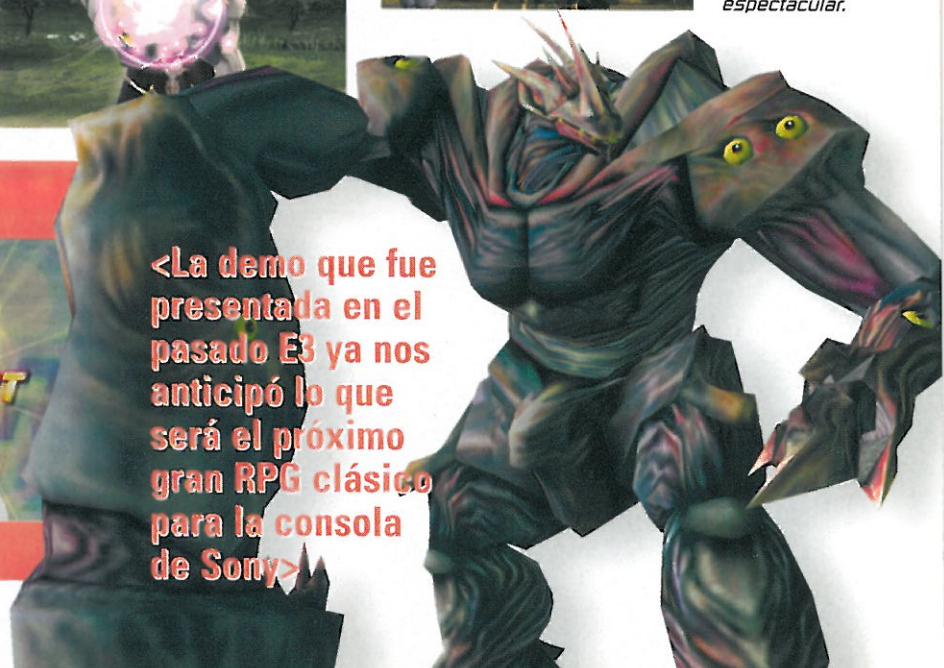 espectacular.
<La demo que fue
presentada en el
pasado E3 ya nos
anticipó lo que
será el próximo
gran RPG clásico
para la consola
de Sony>
T